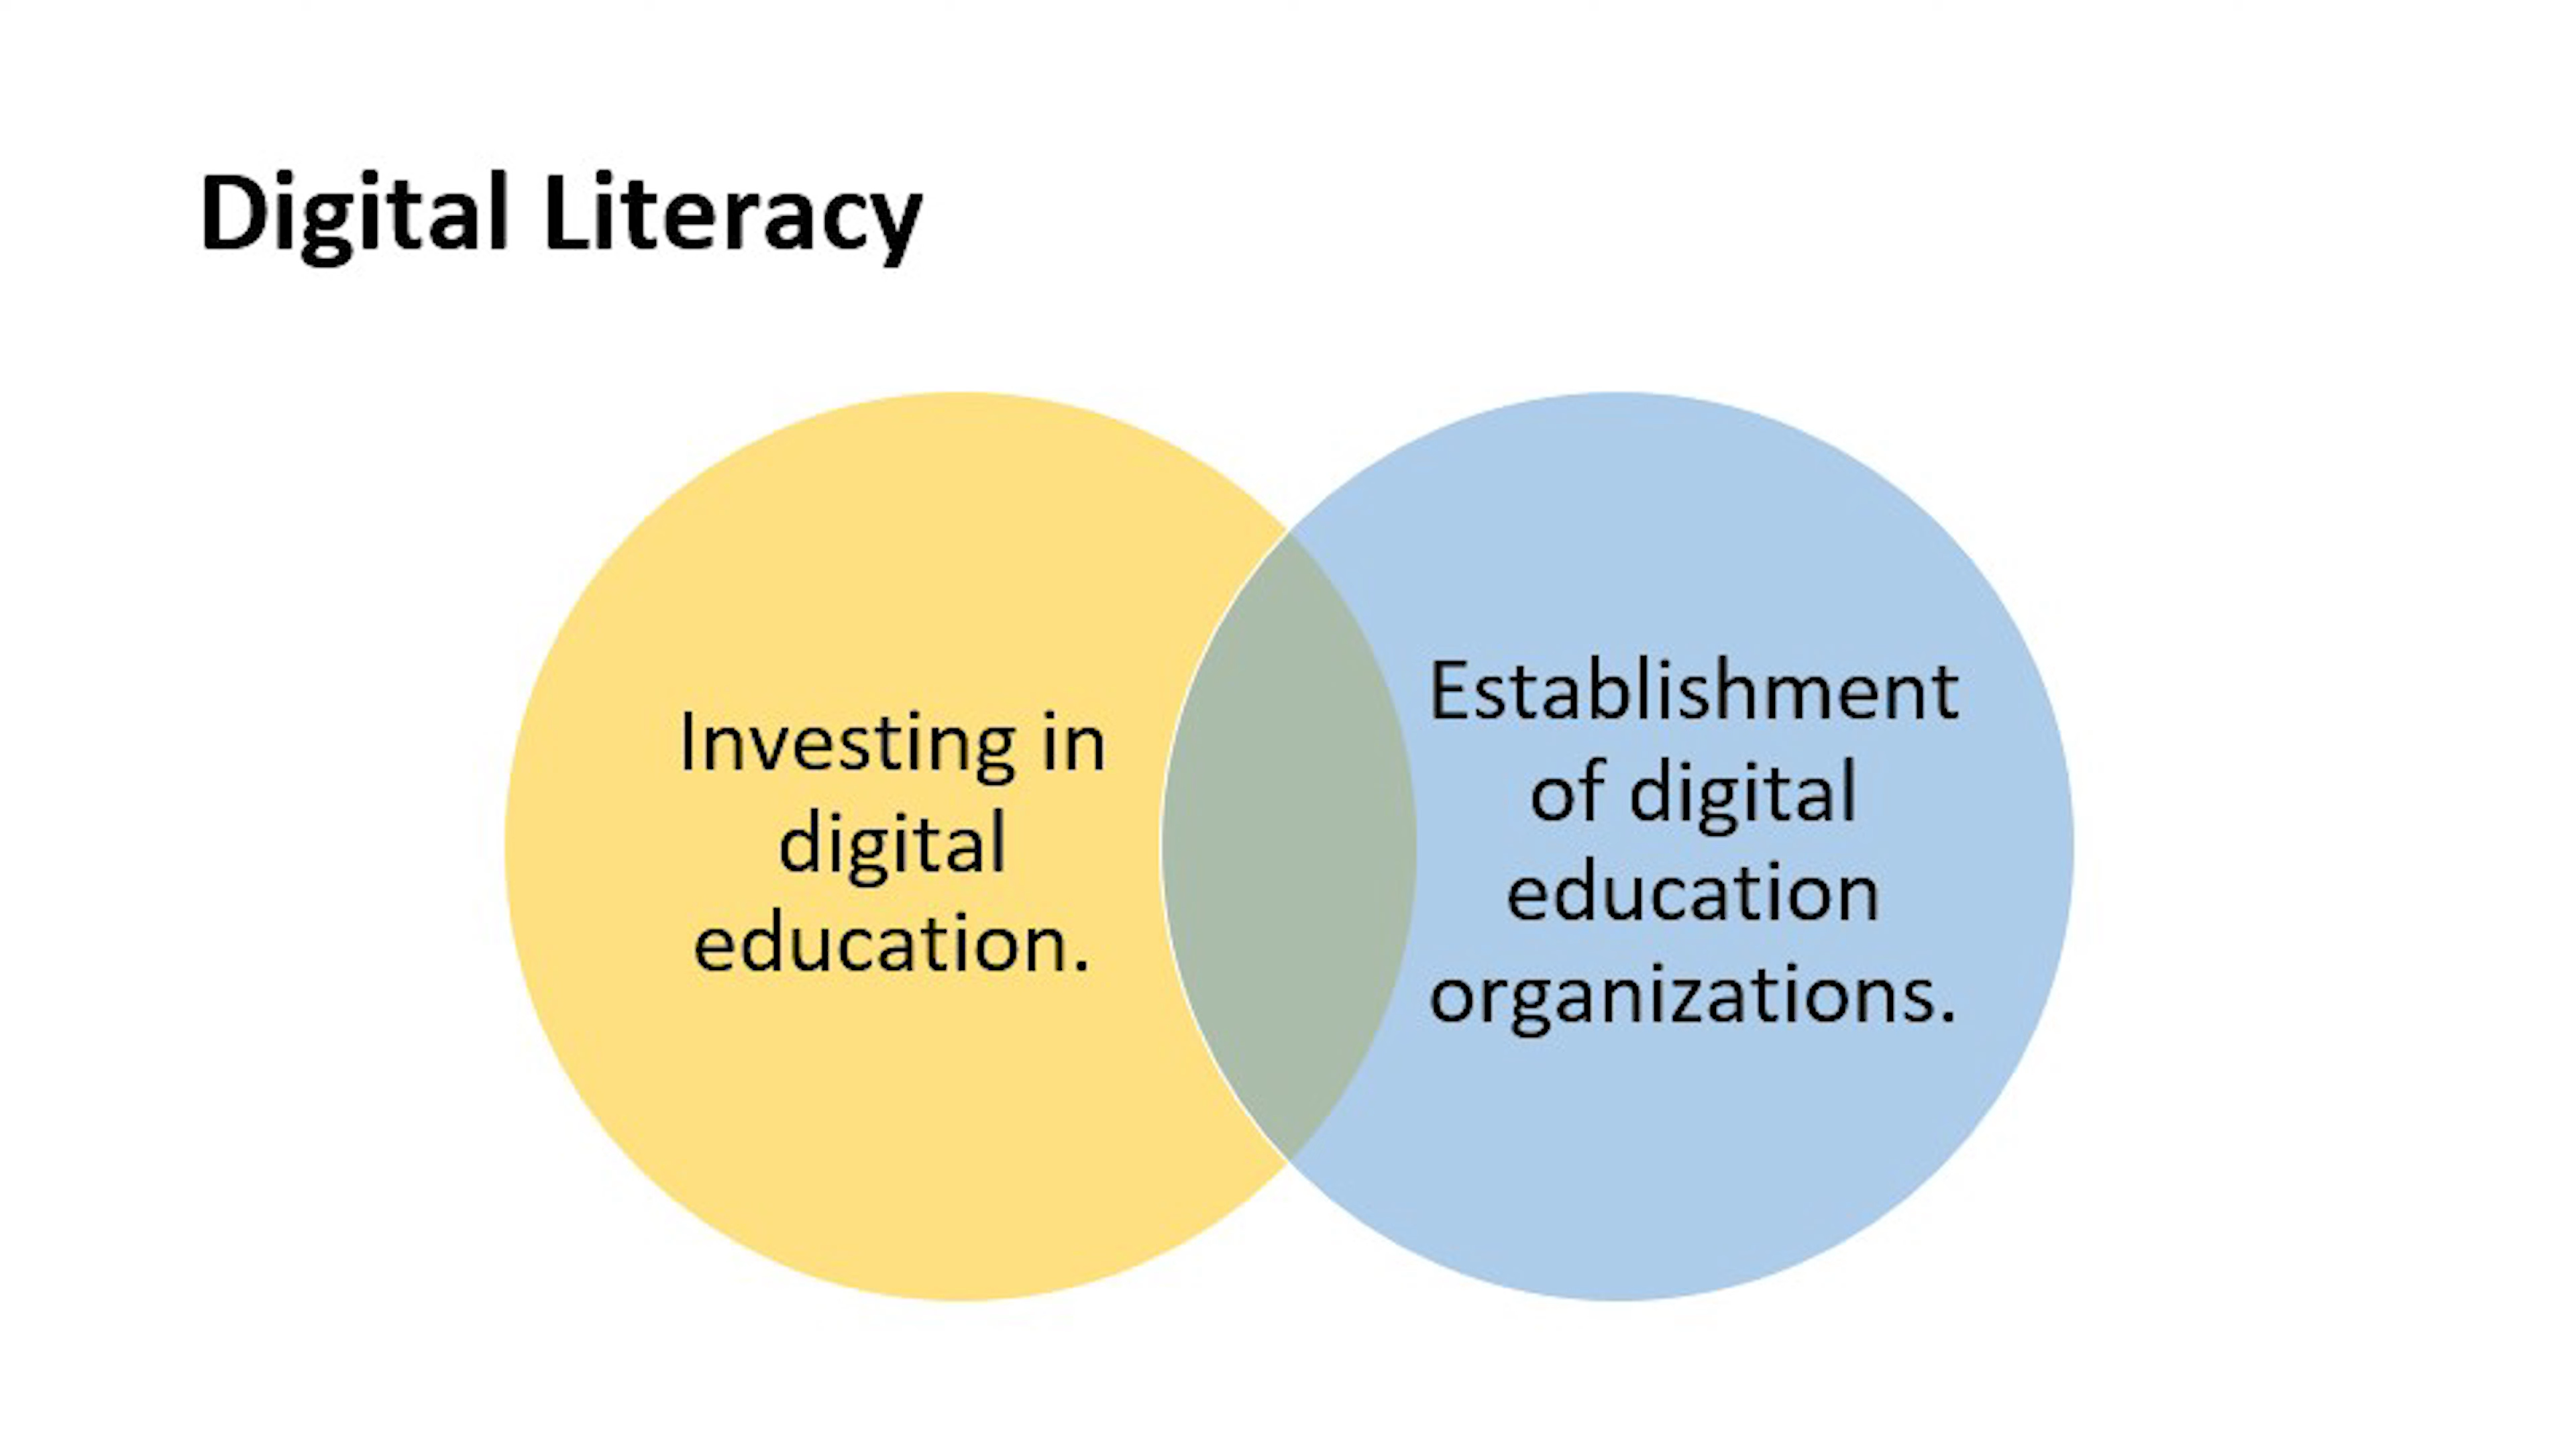 Digital Literacy
Investing in
digital
education.
Establishment
of digital
education
organizations.